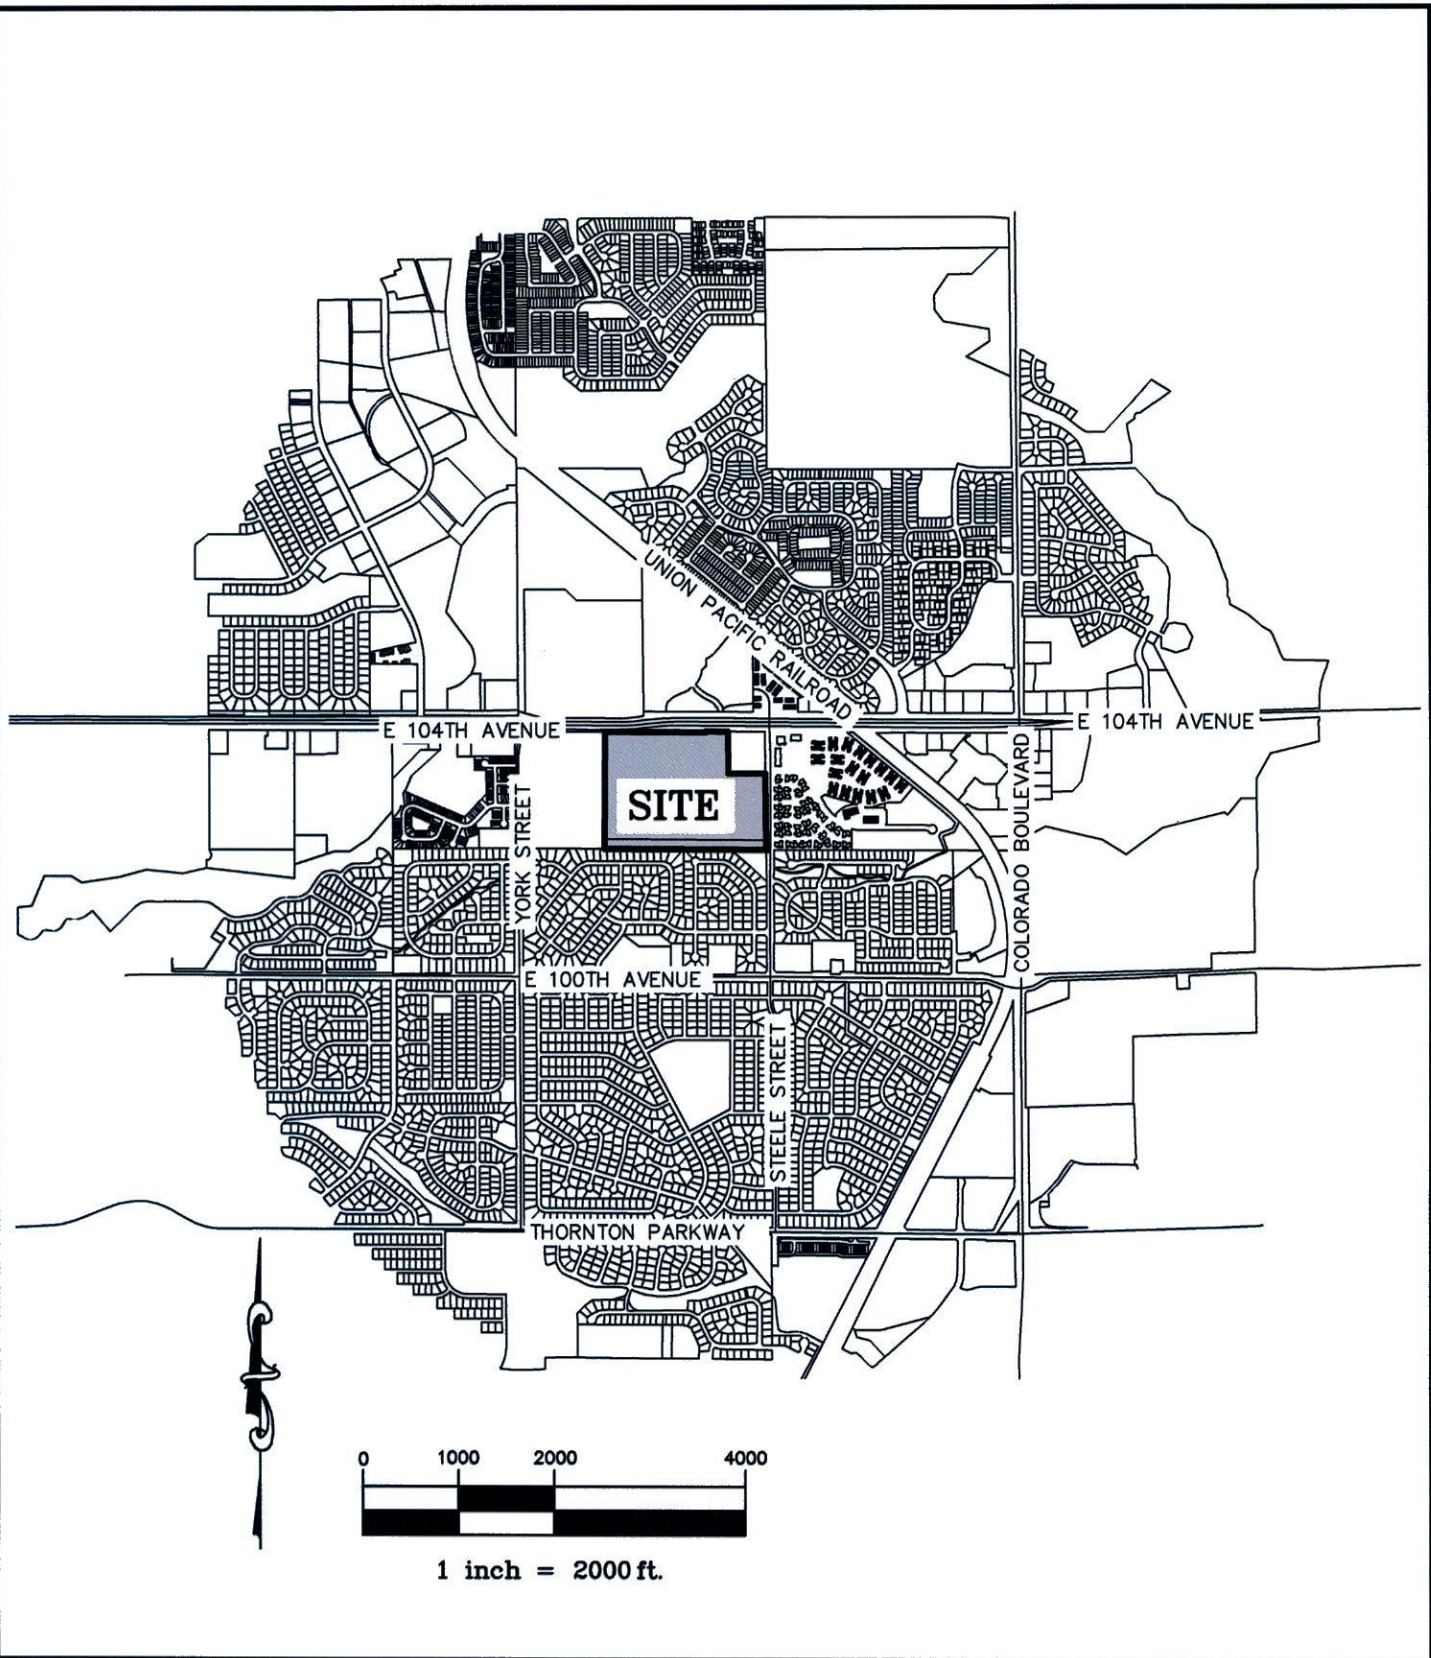 UNION PACIFIC RAILROAD
E 104TH AVENUE
E 104TH AVENUE
SITE
YORK STREET
COLORADO BOULEVARD
E 100TH AVENUE
STEELE STREET
THORNTON PARKWAY
0 1000 2000 4000
1 inch = 2000 ft.